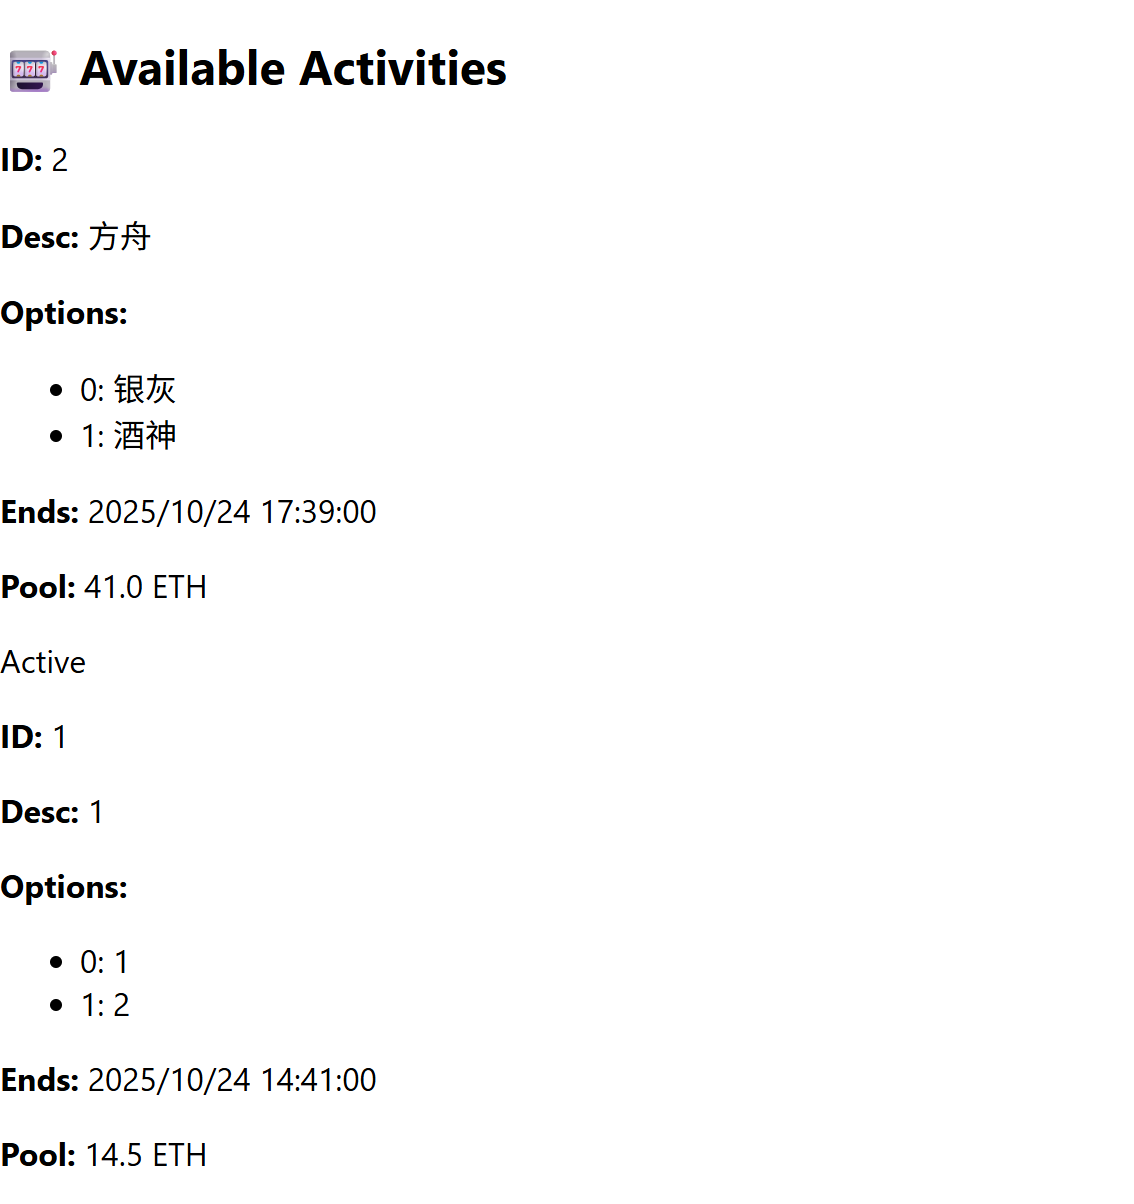 Available Activities
ID: 2
Desc: 方舟
Options:
0: 银灰
1: 酒神
Ends: 2025/10/24 17:39:00
Pool: 41.0 ETH
Active
ID: 1
Desc: 1
Options:
0: 1
1: 2
Ends: 2025/10/24 14:41:00
Pool: 14.5 ETH